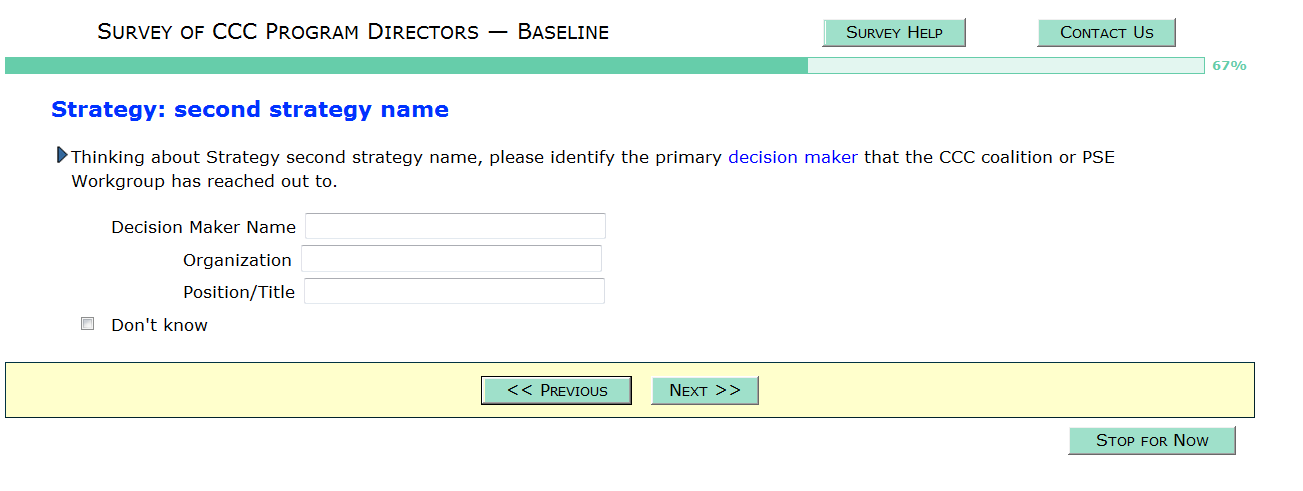 SURVEY OF CCC PROGRAM DIRECTORS — BASELINE
SURVEY HELP
CONTACT US
67%
Strategy: second strategy name
Thinking about Strategy second strategy name, please identify the primary decision maker that the CCC coalition or PSE
Workgroup has reached out to.
Decision Maker Name
Organization
Position/Title
Don't know
<< PREVIOUS
NEXT >>
STOP FOR NOW